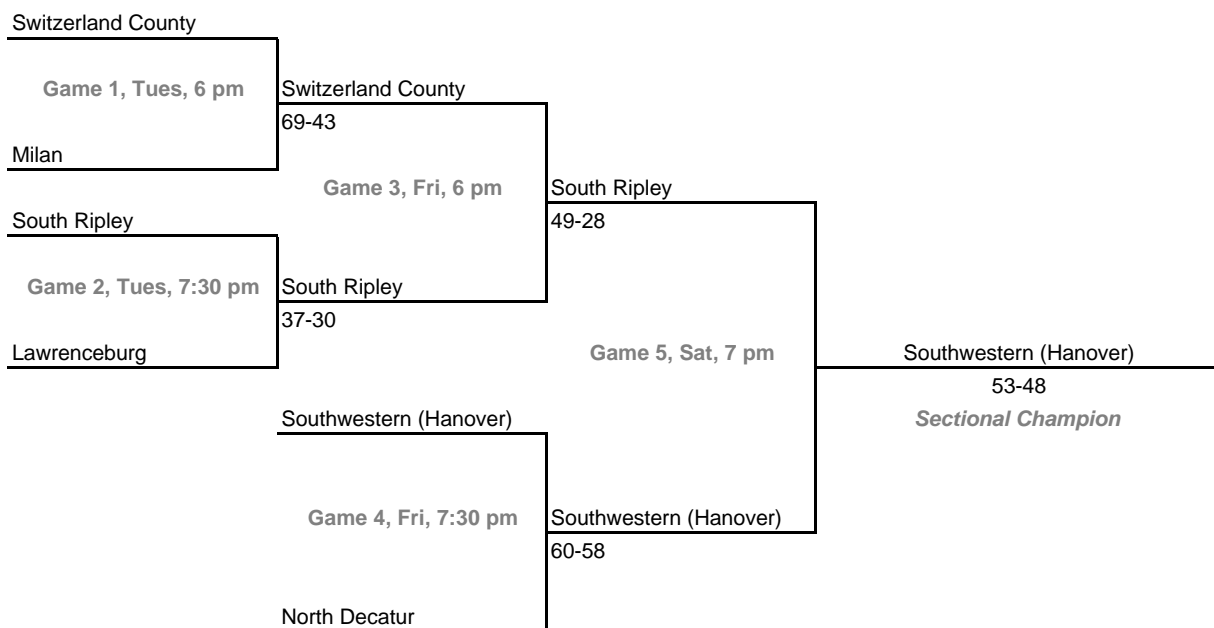 Switzerland County
Game 1, Tues, 6 pm
Switzerland County
69-43
Milan
Game 3, Fri, 6 pm
South Ripley
South Ripley
49-28
Game 2, Tues, 7:30 pm
South Ripley
37-30
Lawrenceburg
Game 5, Sat, 7 pm
Southwestern (Hanover)
53-48
Southwestern (Hanover)
Sectional Champion
Game 4, Fri, 7:30 pm
Southwestern (Hanover)
60-58
North Decatur